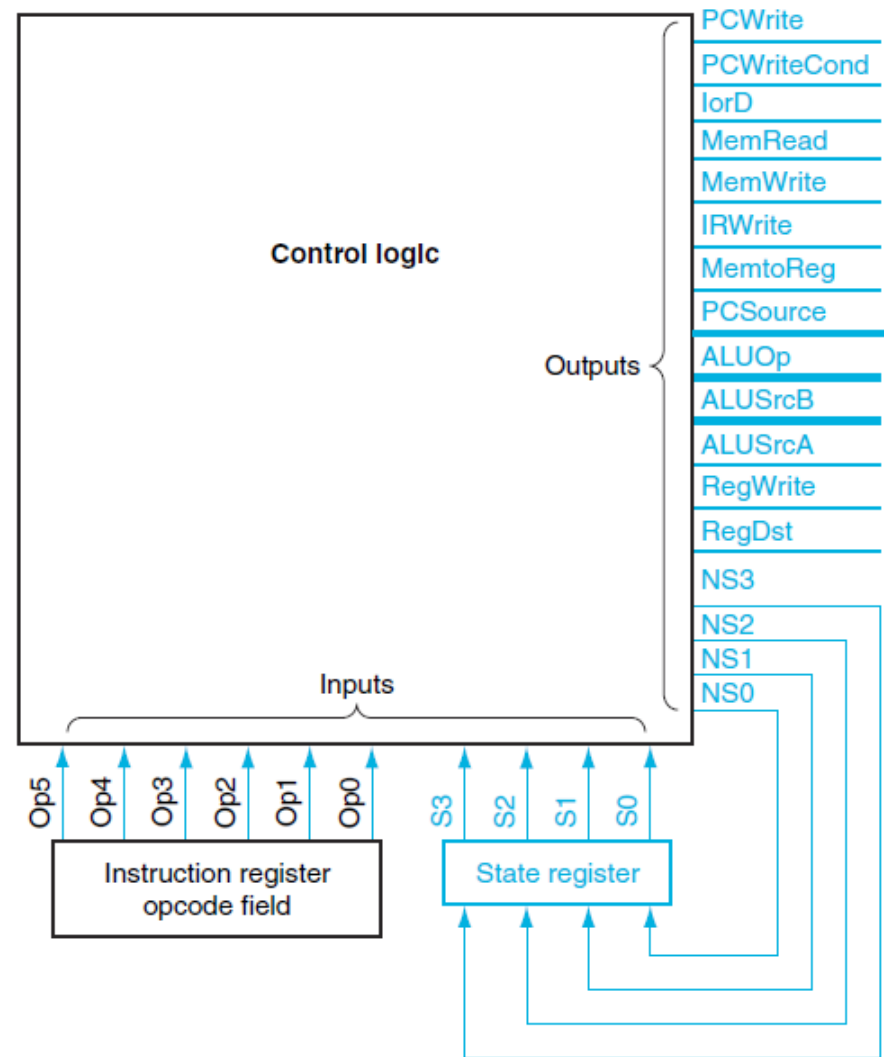 PCWrite
PCWriteCond
IorD
MemRead
MemWrite
IRWrite
Control logic
MemtoReg
PCSource
Outputs
ALUOp
ALUSrcB
ALUSrcA
RegWrite
RegDst
NS3
NS2
NS1
Inputs
NS0
Op5
Op4
Op3
Op2
Op1
Op0
S3
S2
S1
S0
Instruction register
opcode field
State register